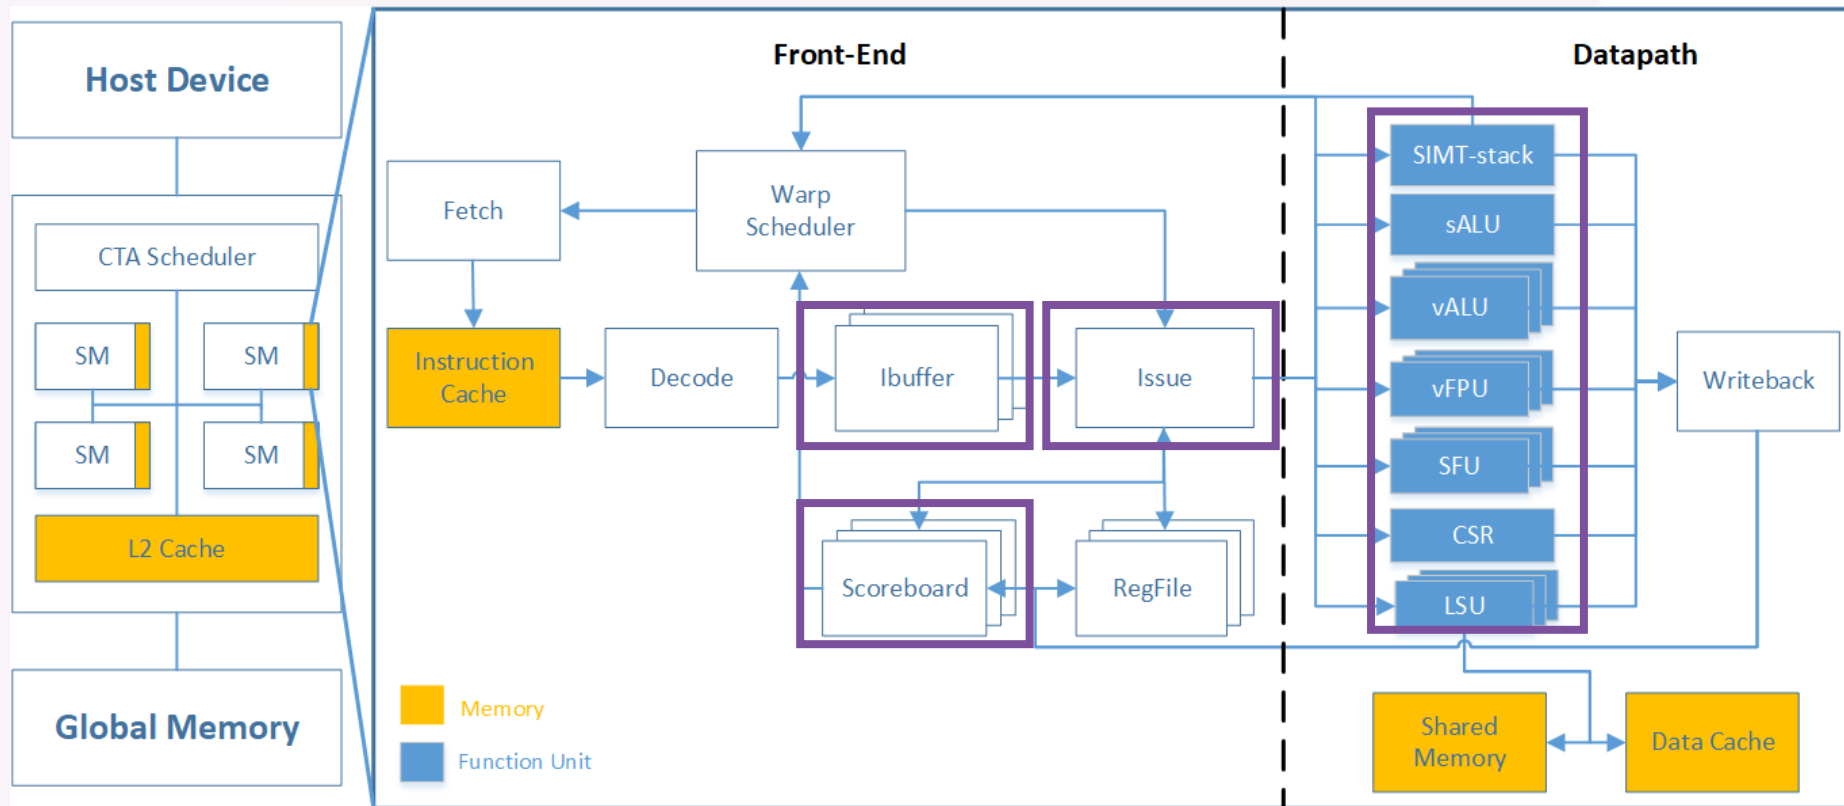 Host Device
CTA Scheduler
SM
SM
SM
SM
L2 Cache
Global Memory
Front-End
Datapath
Fetch
Warp
Scheduler
Instruction
Cache
Decode
Ibuffer
Issue
Scoreboard
RegFile
Memory
Function Unit
SIMT-stack
sALU
vALU
vFPU
SFU
CSR
LSU
Writeback
Shared
Memory
Data Cache